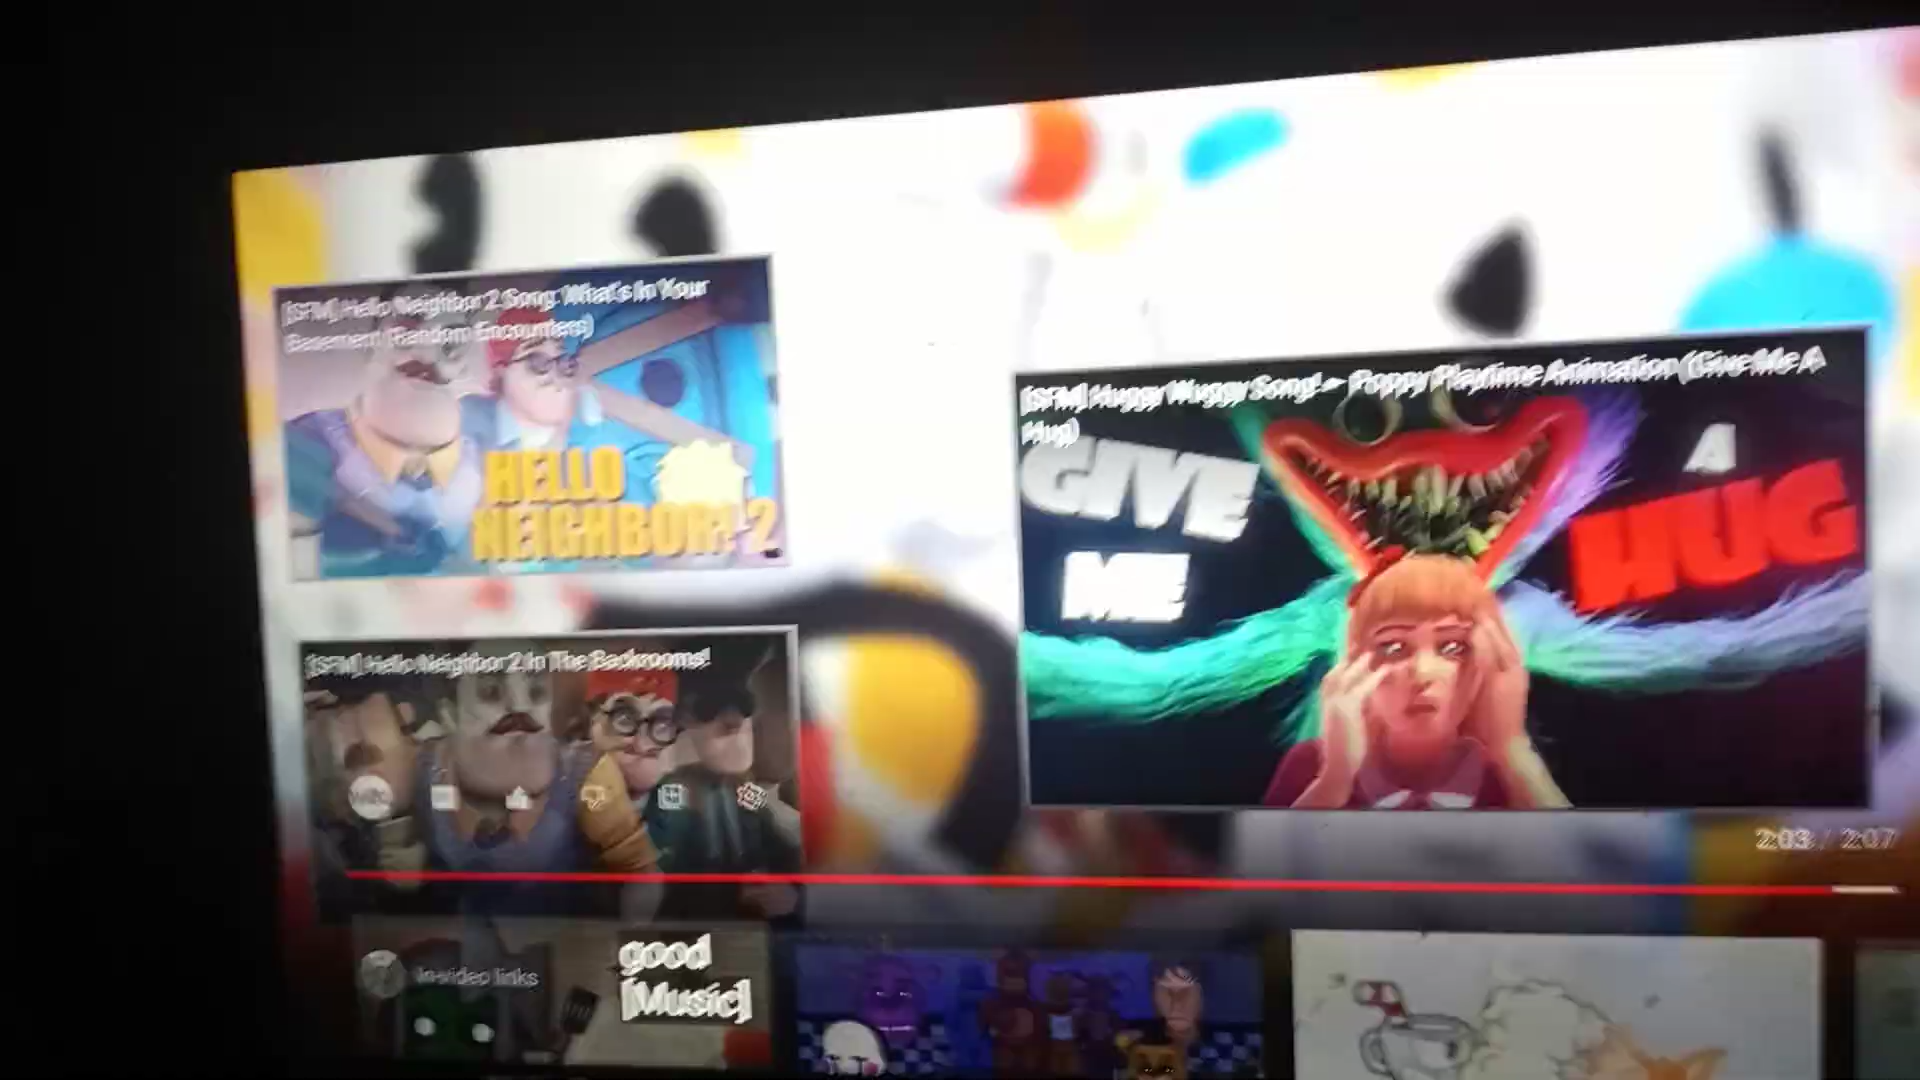 [SFM] Hello Neighbor 2 Song: What's In Your
Basement (Random Encounters)
HELLO
NEIGHBOR! 2
[SFM] Huggy Wuggy Song! – Poppy Playtime Animation (Give Me A
Hug)
GIVE
ME
A
HUG
[SFM] Hello Neighbor 2 In The Backrooms!
2:03 / 2:07
In-video links
good
[Music]